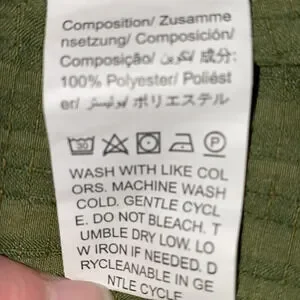 Composition/ Zusamme
nsetzung/ Composición/
Composição/ تكوين/ 成分:
100% Polyester/ Poliést
er/ بوليستر/ ポリエステル
30 P
WASH WITH LIKE COL
ORS. MACHINE WASH
COLD. GENTLE CYCL
E. DO NOT BLEACH. T
UMBLE DRY LOW. LO
W IRON IF NEEDED. D
RYCLEANABLE IN GE
NTLE CYCLE